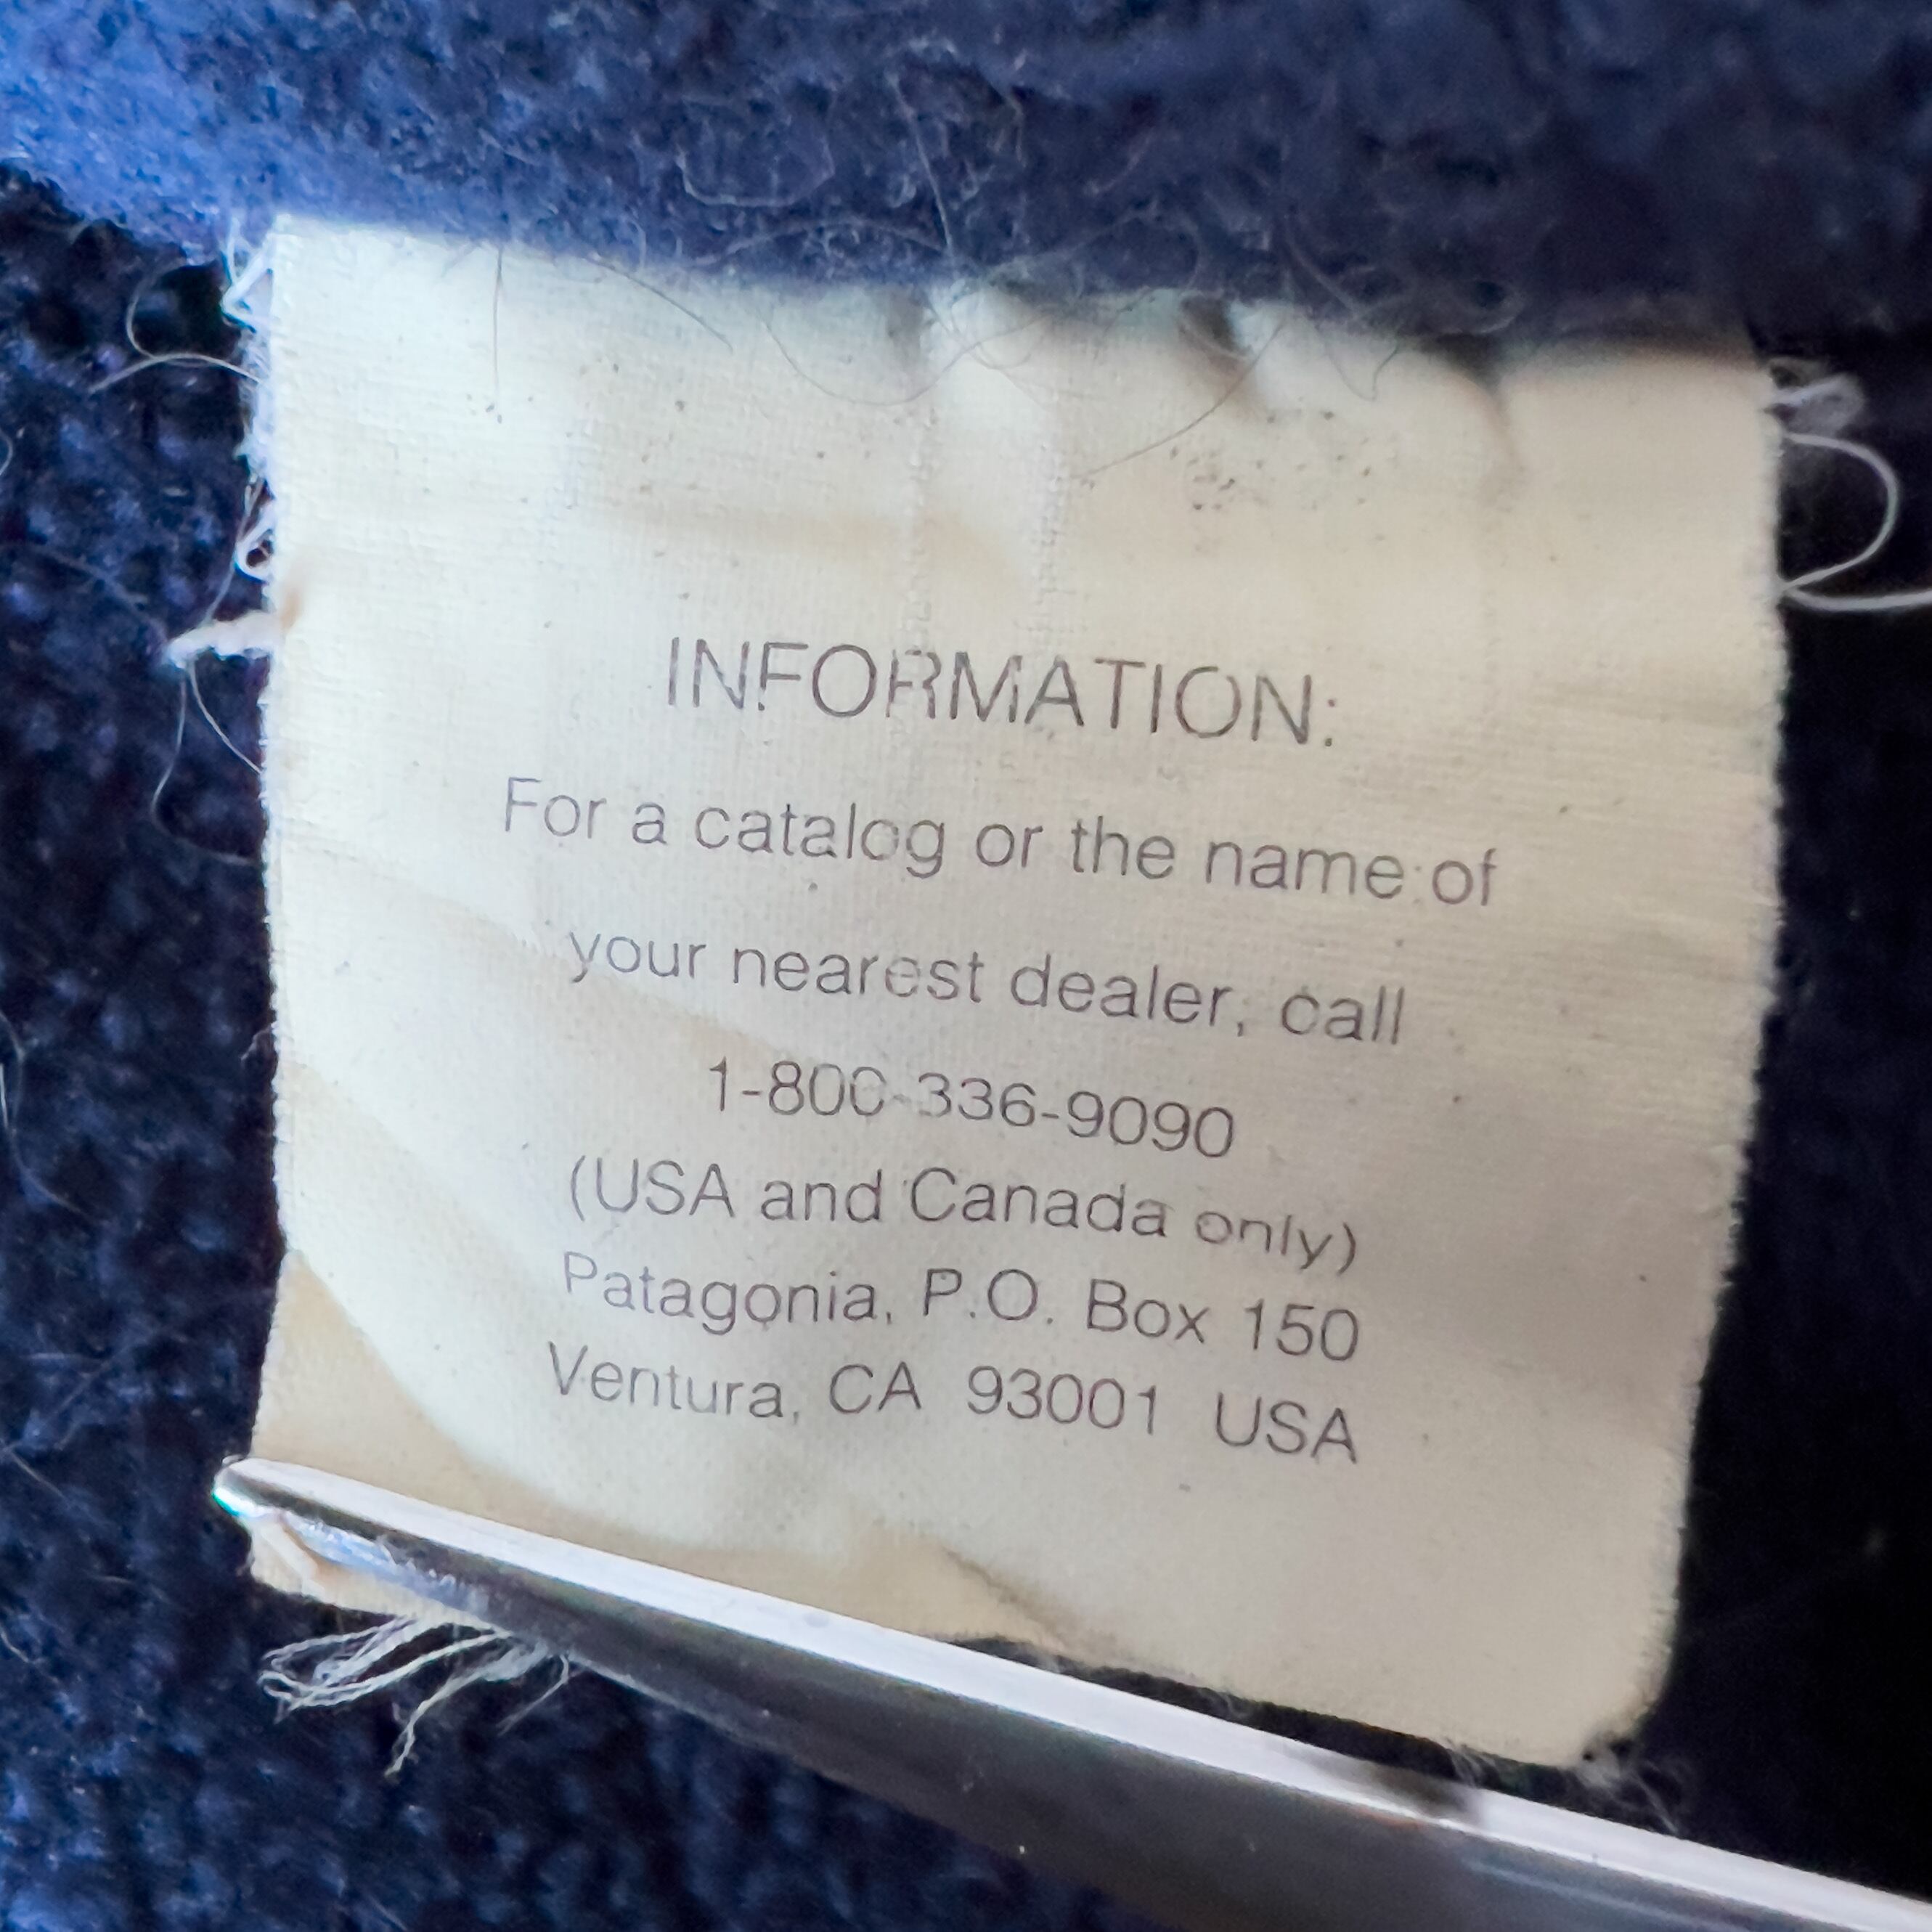 INFORMATION:
For a catalog or the name of
your nearest dealer, call
1-800-336-9090
(USA and Canada only)
Patagonia, P.O. Box 150
Ventura, CA 93001 USA